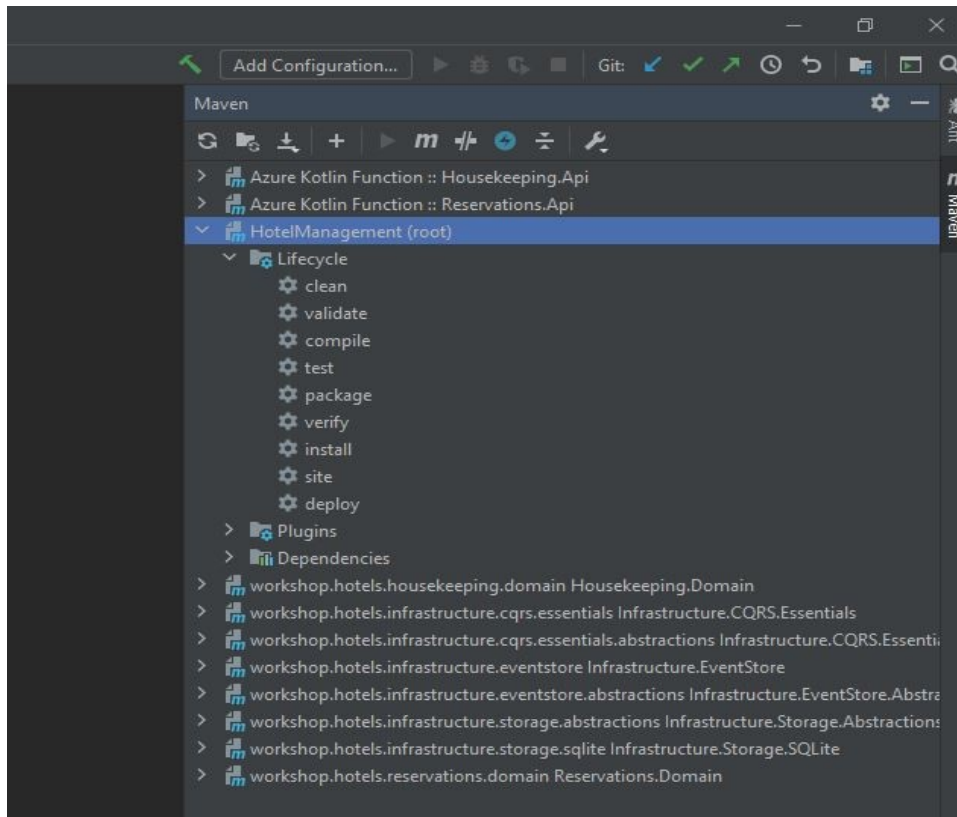 Add Configuration... Git:
Maven
m
Azure Kotlin Function :: Housekeeping.Api
Azure Kotlin Function :: Reservations.Api
HotelManagement (root)
Lifecycle
clean
validate
compile
test
package
verify
install
site
deploy
Plugins
Dependencies
workshop.hotels.housekeeping.domain Housekeeping.Domain
workshop.hotels.infrastructure.cqrs.essentials Infrastructure.CQRS.Essentials
workshop.hotels.infrastructure.cqrs.essentials.abstractions Infrastructure.CQRS.Essentia
workshop.hotels.infrastructure.eventstore Infrastructure.EventStore
workshop.hotels.infrastructure.eventstore.abstractions Infrastructure.EventStore.Abstra
workshop.hotels.infrastructure.storage.abstractions Infrastructure.Storage.Abstractions
workshop.hotels.infrastructure.storage.sqlite Infrastructure.Storage.SQLite
workshop.hotels.reservations.domain Reservations.Domain
Ant
m Maven